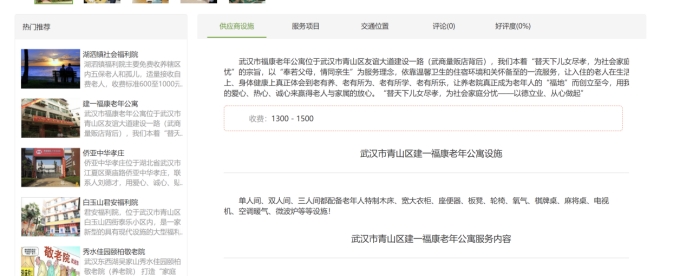 热门推荐
湖泗镇社会福利院
湖泗镇福利院主要免费收养辖区
内五保老人和孤儿，适量接收自
费老人，收费标准600至1000元.
建一福康老年公寓
武汉市福康老年公寓位于武汉市
青山区友谊大道建设一路（武商
量贩店背后），我们本着“替天.
侨亚中华孝庄
侨亚中华孝庄位于湖北省武汉市
江夏区栗庙路侨亚中华孝庄，联
系人刘顺才，用爱心、诚心、弘.
白玉山君安福利院
君安福利院，位于武汉市青山区
白玉山四街泰乐小区内，是一家
新型的具有现代设施的大型福礼.
秀水佳园颐柏敬老院
武汉东西湖吴家山秀水佳园颐柏
敬老院（养老院） 打造 “家庭
供应商设施
服务项目
交通位置
评论(0)
好评度(0%)
武汉市福康老年公寓位于武汉市青山区友谊大道建设一路（武商量贩店背后），我们本着“替天下儿女尽孝，为社会家庭
忧”的宗旨，以“奉若父母，情同亲生”为服务理念，依靠温馨卫生的住宿环境和关怀备至的一流服务，让入住的老人在生活
上、身体健康上真正体会到老有养、老有所为、老有所学、老有所乐，让养老院真正成为老年人的“福地”而创立至今，用我
的爱心、热心、诚心来赢得老人与家属的放心。 “替天下儿女尽孝，为社会家庭分忧——以德立业，从心做起”
收费：1300 - 1500
武汉市青山区建一福康老年公寓设施
单人间、双人间、三人间都配备老年人特制木床、宽大衣柜、座便器、板凳、轮椅、氧气、棋牌桌、麻将桌、电视
机、空调暖气、微波炉等等设施！
武汉市青山区建一福康老年公寓服务内容
敬老院